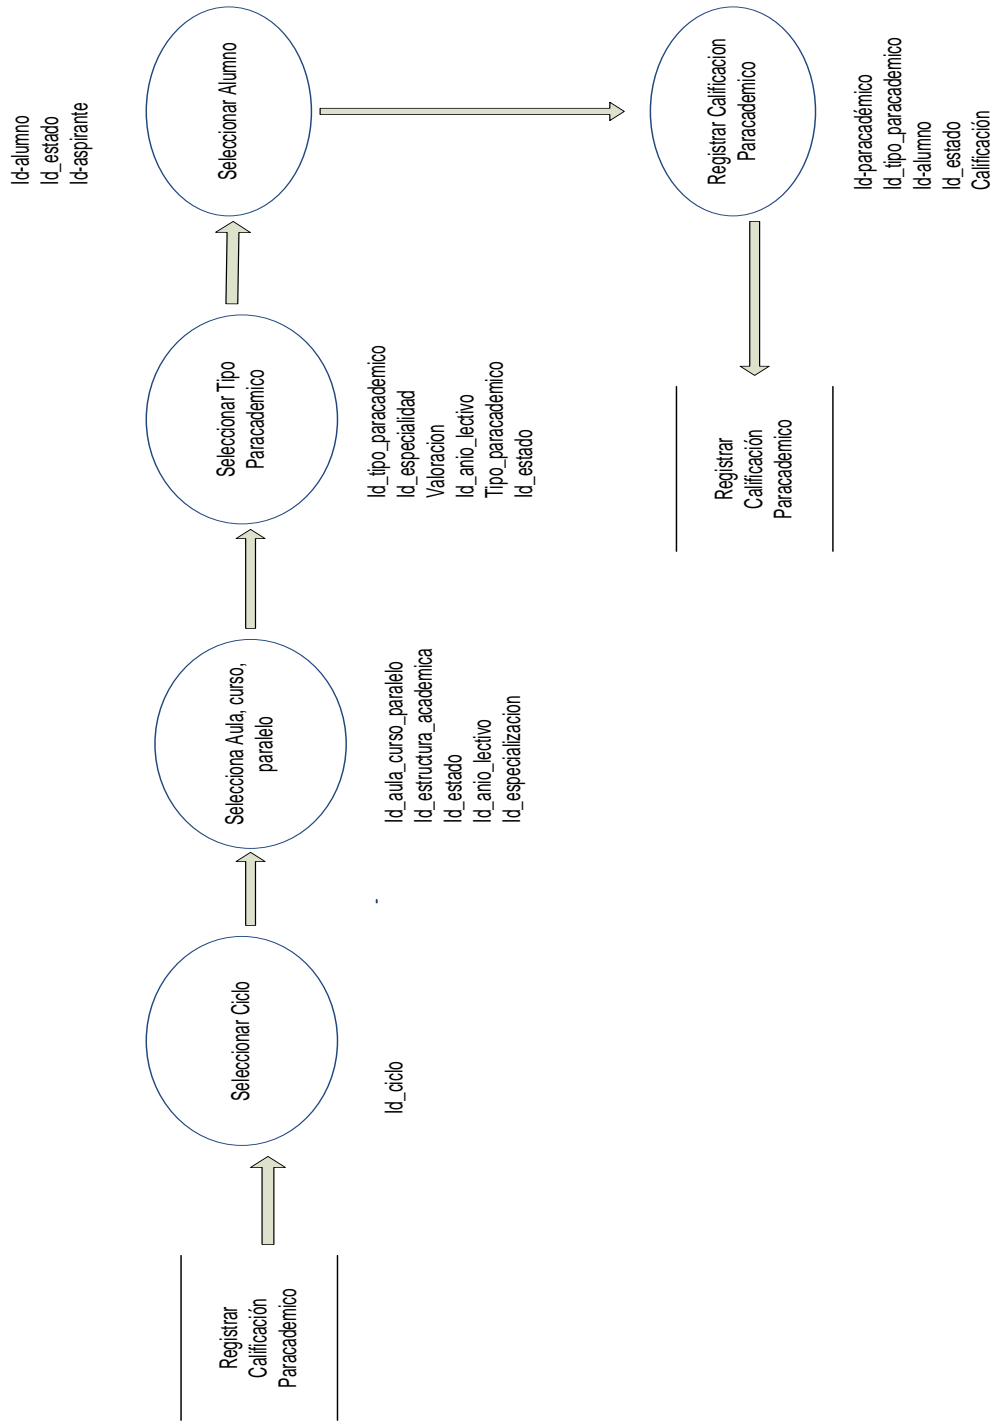 Registrar
Calificación
Paracademico
Seleccionar Ciclo
Id_ciclo
Selecciona Aula, curso,
paralelo
Id_aula_curso_paralelo
Id_estructura_academica
Id_estado
Id_anio_lectivo
Id_especializacion
Seleccionar Tipo
Paracademico
Id_tipo_paracademico
Id_especialidad
Valoracion
Id_anio_lectivo
Tipo_paracademico
Id_estado
Seleccionar Alumno
Id-alumno
Id_estado
Id-aspirante
Registrar Calificacion
Paracademico
Id-paracadémico
Id_tipo_paracademico
Id-alumno
Id_estado
Calificación
Registrar
Calificación
Paracademico